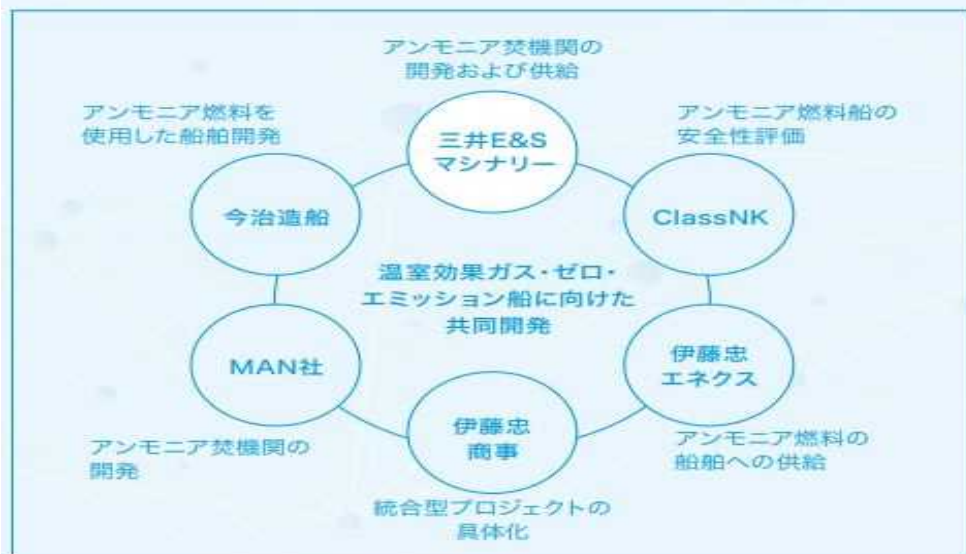 アンモニア焚機関の
開発および供給
三井E&S
マシナリー
アンモニア燃料船の
安全性評価
ClassNK
伊藤忠
エネクス
アンモニア燃料の
船舶への供給
伊藤忠
商事
統合型プロジェクトの
具体化
MAN社
アンモニア焚機関の
開発
アンモニア燃料を
使用した船舶開発
今治造船
温室効果ガス・ゼロ・
エミッション船に向けた
共同開発